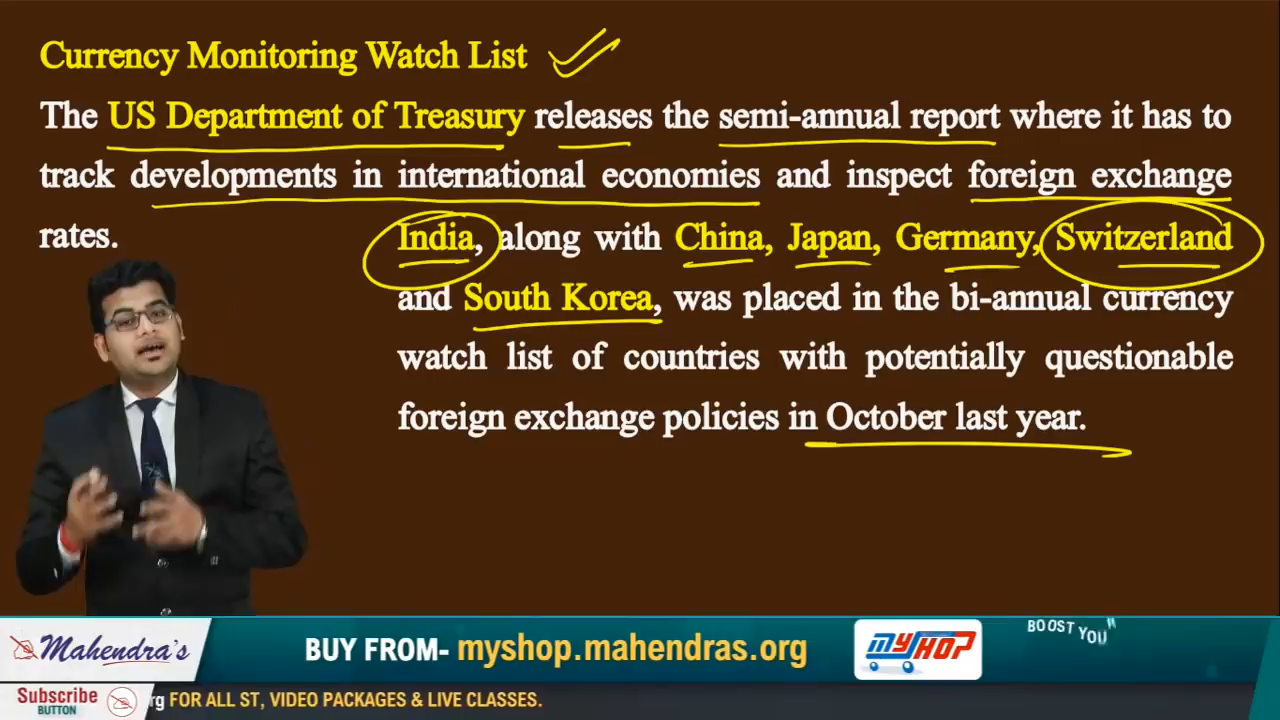 Currency Monitoring Watch List
The US Department of Treasury releases the semi-annual report where it has to
track developments in international economies and inspect foreign exchange
rates.
India, along with China, Japan, Germany, Switzerland
and South Korea, was placed in the bi-annual currency
watch list of countries with potentially questionable
foreign exchange policies in October last year.
Mahendra's
BUY FROM- myshop.mahendras.org
MYSHOP
BOOST YOU
Subscribe
BUTTON
rg FOR ALL ST, VIDEO PACKAGES & LIVE CLASSES.